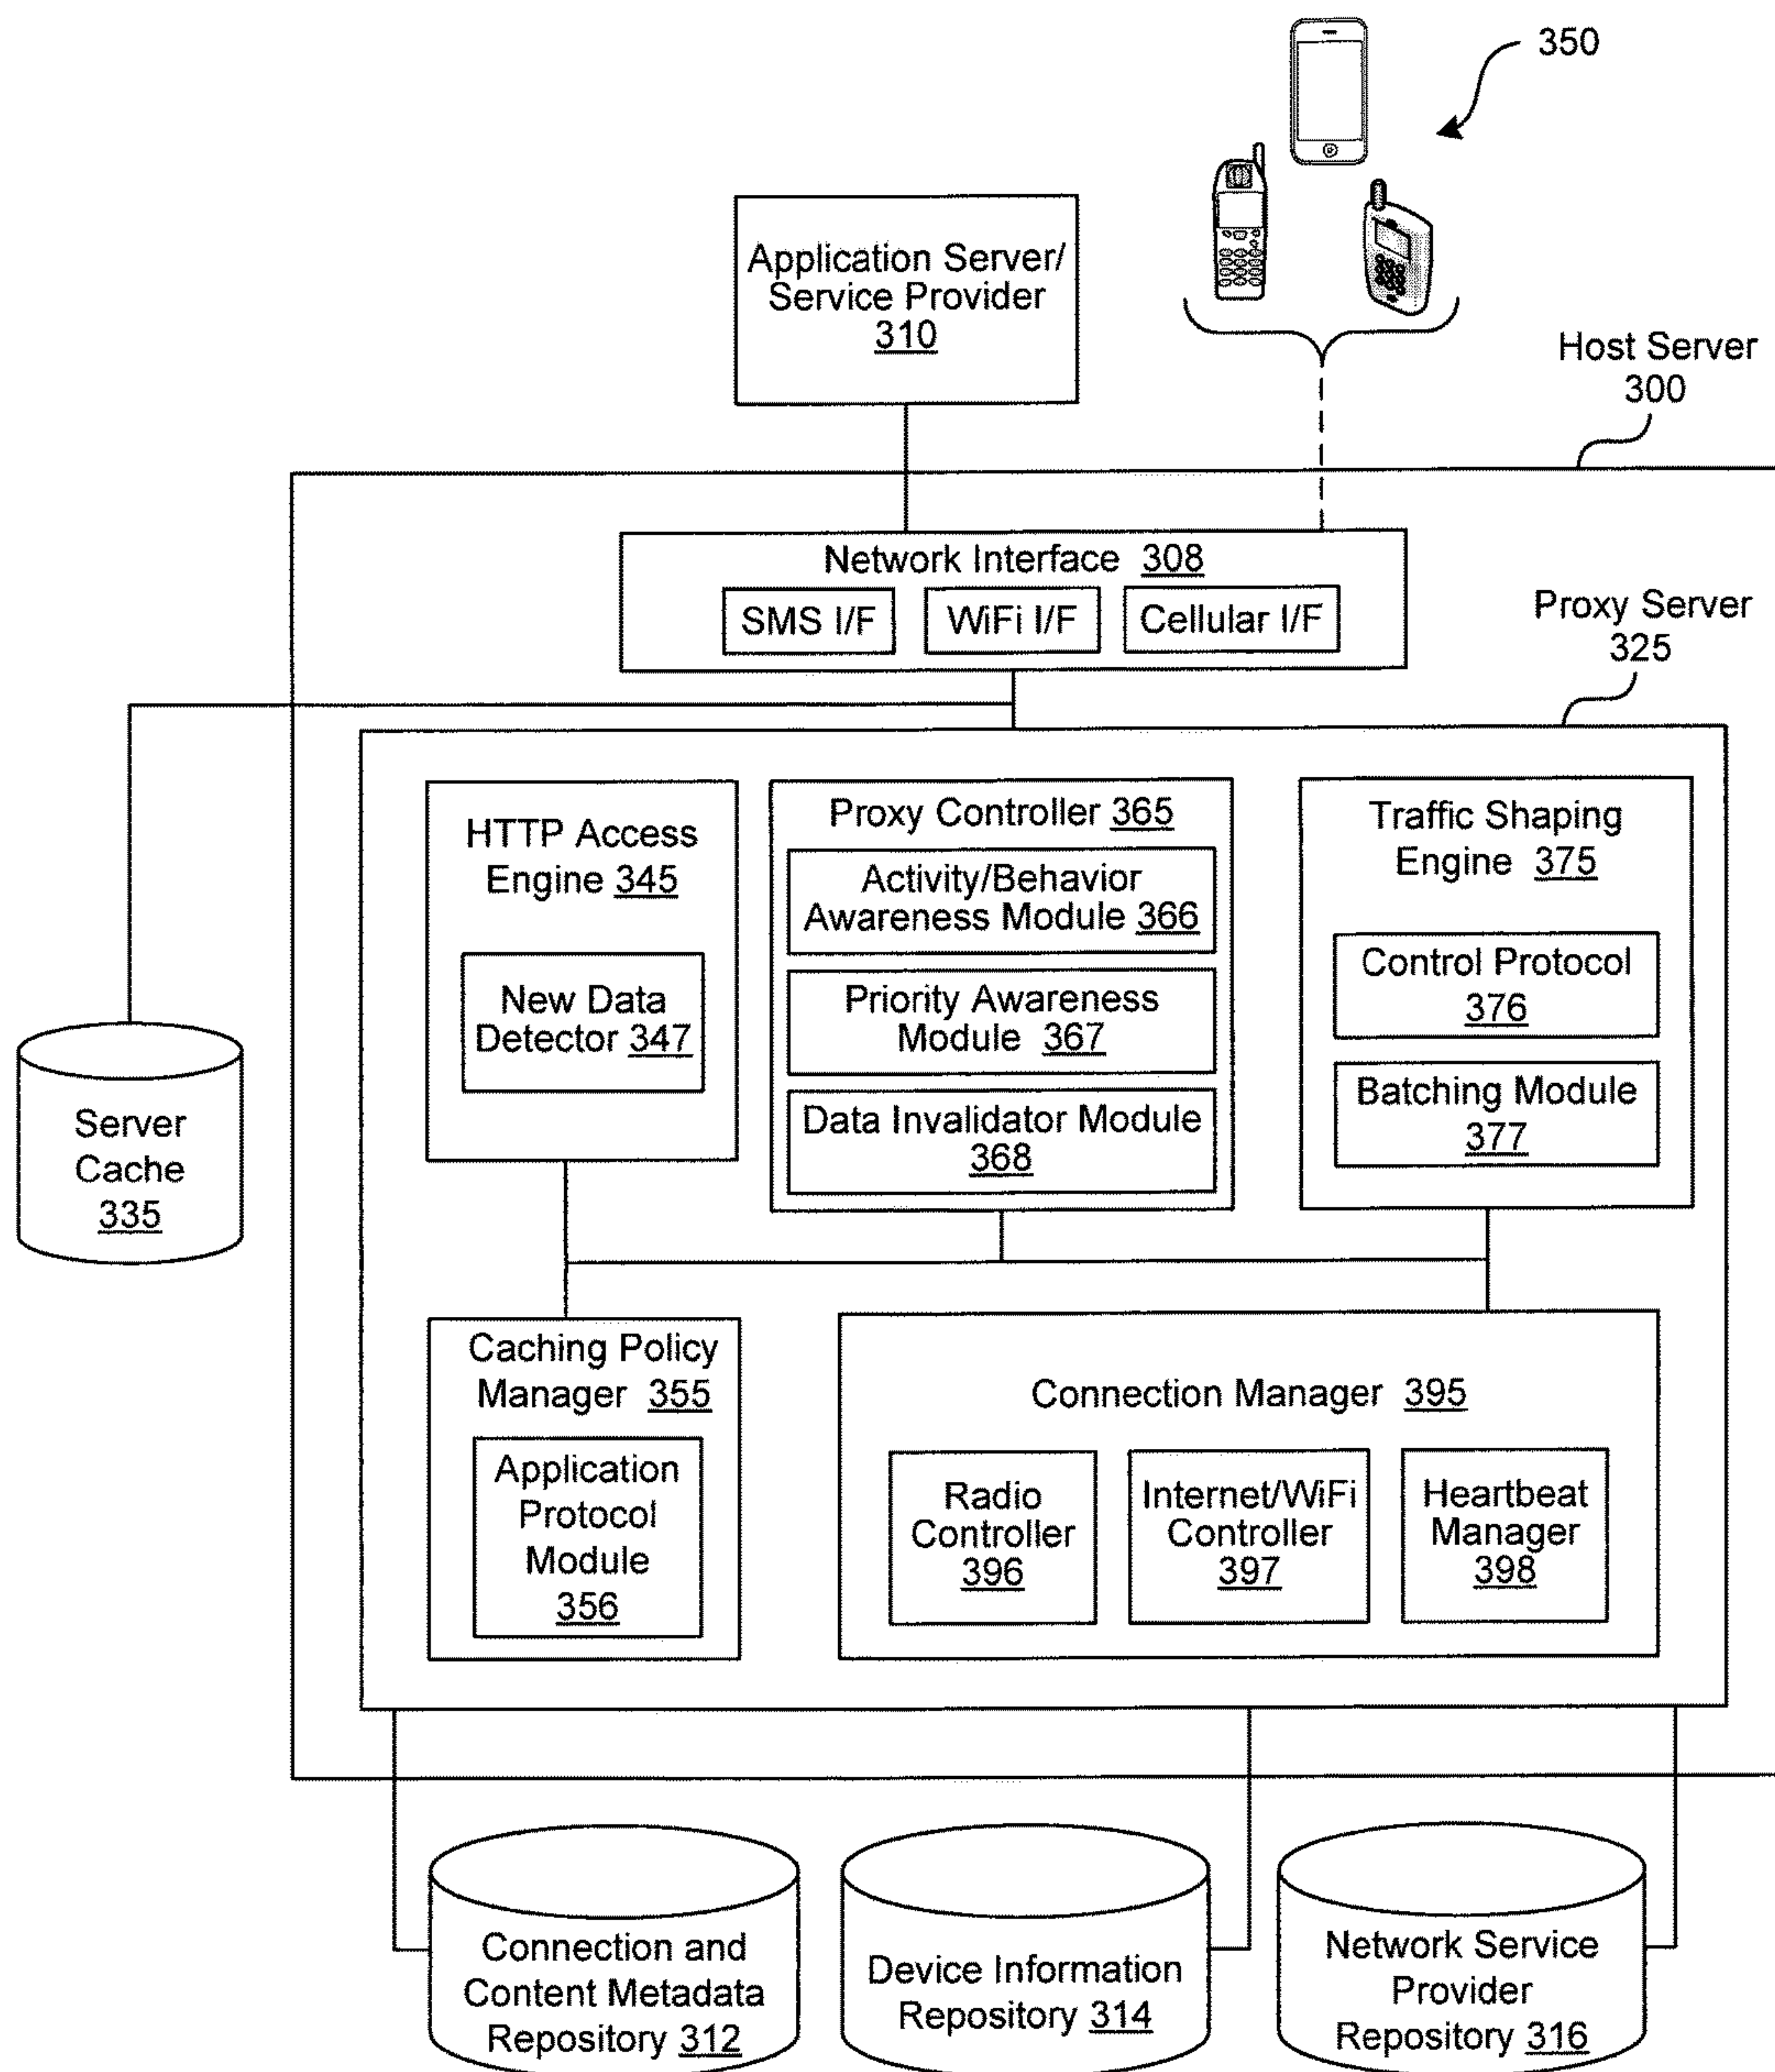 350
Application Server/
Service Provider
310
Host Server
300
Network Interface 308
SMS I/F
WiFi I/F
Cellular I/F
Proxy Server
325
HTTP Access
Engine 345
New Data
Detector 347
Proxy Controller 365
Activity/Behavior
Awareness Module 366
Priority Awareness
Module 367
Data Invalidator Module
368
Traffic Shaping
Engine 375
Control Protocol
376
Batching Module
377
Server
Cache
335
Caching Policy
Manager 355
Application
Protocol
Module
356
Connection Manager 395
Radio
Controller
396
Internet/WiFi
Controller
397
Heartbeat
Manager
398
Connection and
Content Metadata
Repository 312
Device Information
Repository 314
Network Service
Provider
Repository 316